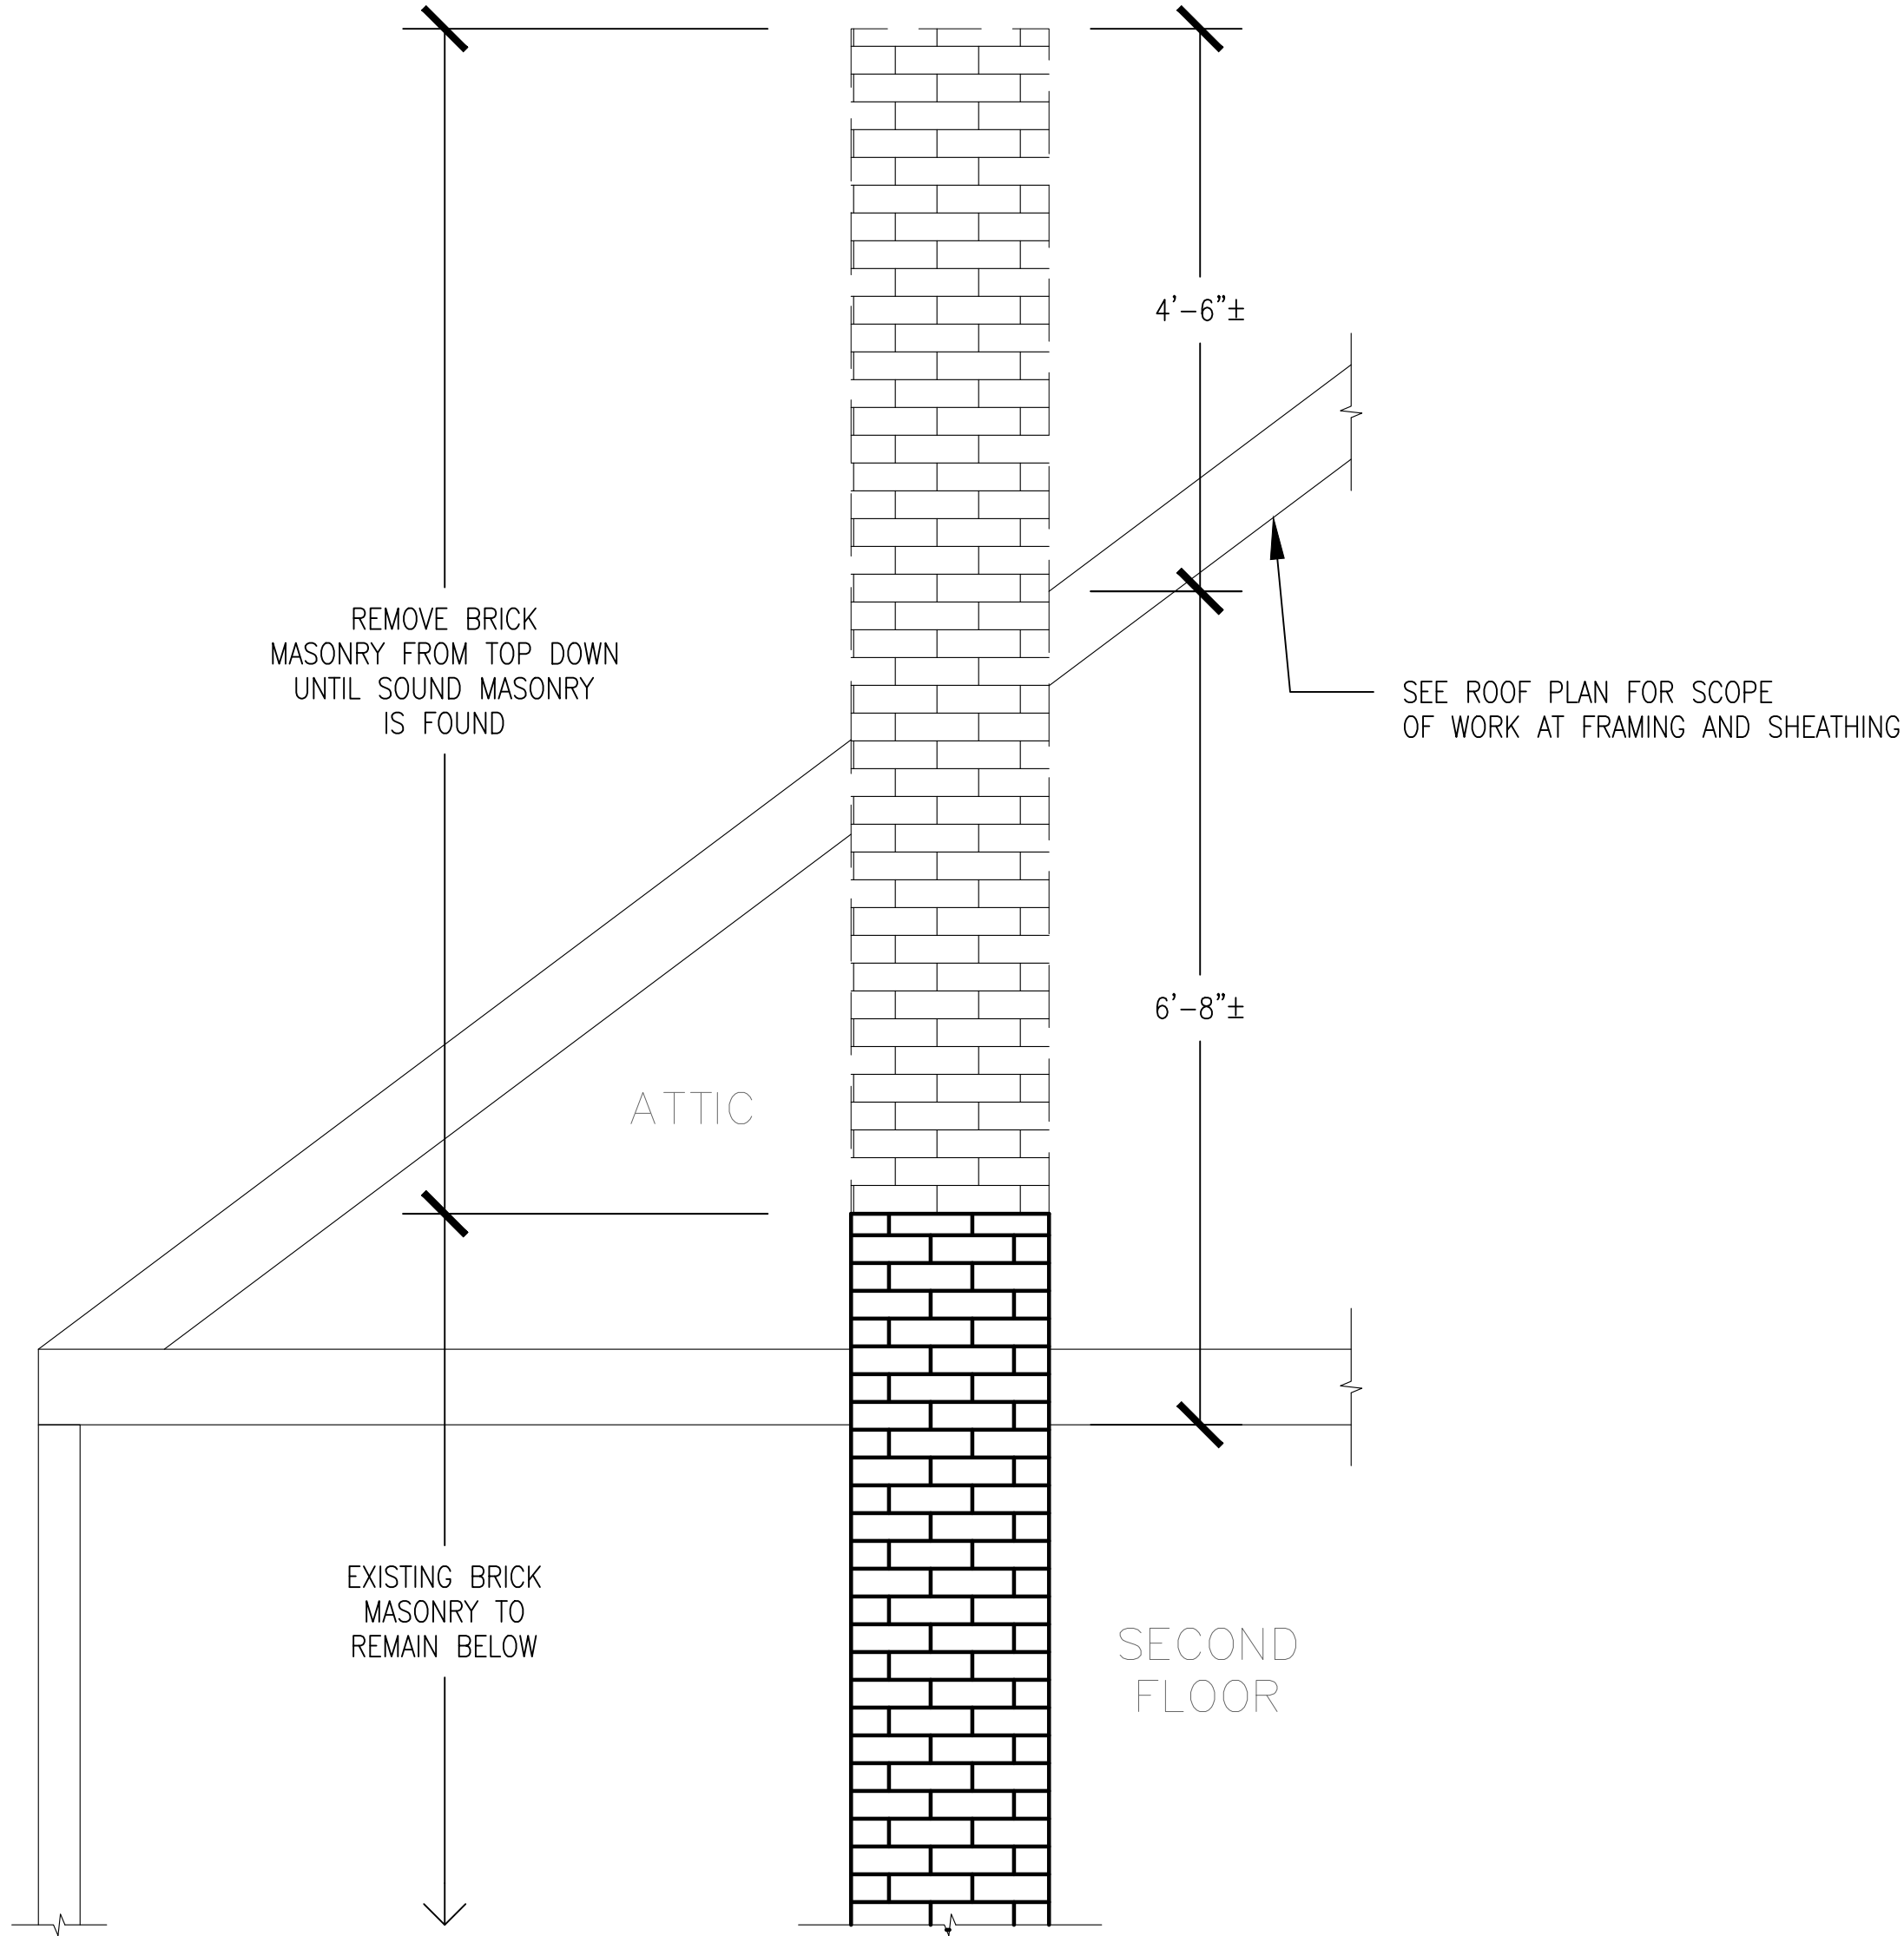 4'-6"±
REMOVE BRICK
MASONRY FROM TOP DOWN
UNTIL SOUND MASONRY
IS FOUND
SEE ROOF PLAN FOR SCOPE
OF WORK AT FRAMING AND SHEATHING
6'-8"±
ATTIC
EXISTING BRICK
MASONRY TO
REMAIN BELOW
SECOND
FLOOR